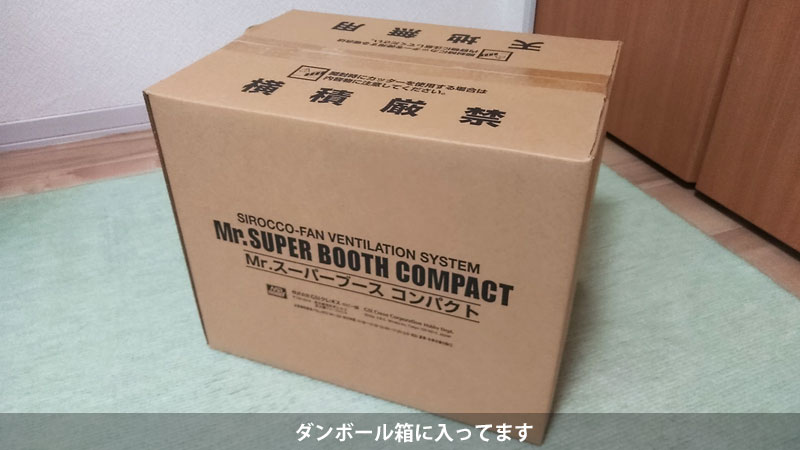 天地無用
開封時にカッターを使用する場合は
内容物に注意してください。
横積厳禁
SIROCCO-FAN VENTILATION SYSTEM
Mr.SUPER BOOTH COMPACT
Mr.スーパーブース コンパクト
ダンボール箱に入ってます